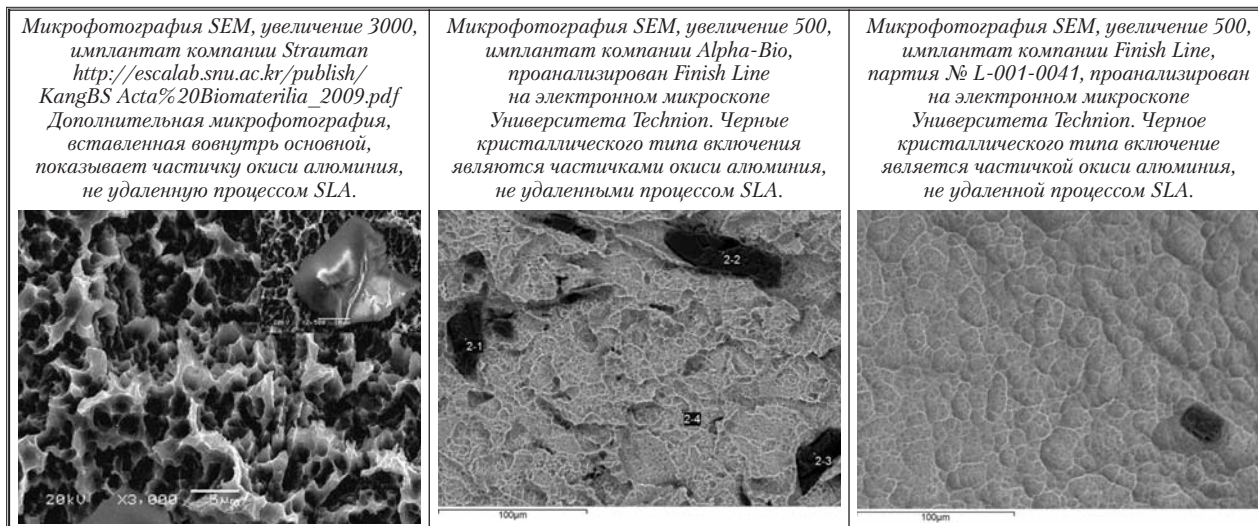 Микрофотография SEM, увеличение 3000,
имплантат компании Strauman
http://escalab.snu.ac.kr/publish/
KangBS Acta%20Biomaterilia_2009.pdf
Дополнительная микрофотография,
вставленная вовнутрь основной,
показывает частичку окиси алюминия,
не удаленную процессом SLA.
Микрофотография SEM, увеличение 500,
имплантат компании Alpha-Bio,
проанализирован Finish Line
на электронном микроскопе
Университета Technion. Черные
кристаллического типа включения
являются частичками окиси алюминия,
не удаленными процессом SLA.
Микрофотография SEM, увеличение 500,
имплантат компании Finish Line,
партия № L-001-0041, проанализирован
на электронном микроскопе
Университета Technion. Черное
кристаллического типа включение
является частичкой окиси алюминия,
не удаленной процессом SLA.
20kV X3,000 5µm
2-2
2-1
2-4
2-3
100µm
100µm